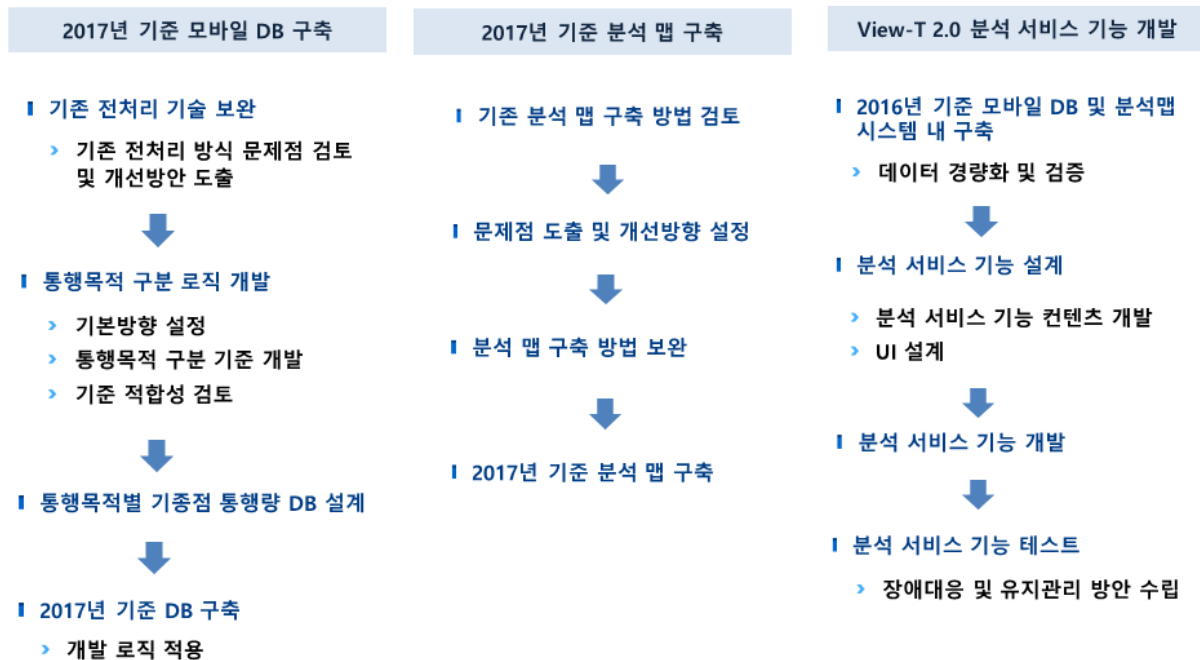 2017년 기준 모바일 DB 구축
기존 전처리 기술 보완
기존 전처리 방식 문제점 검토
및 개선방안 도출
통행목적 구분 로직 개발
기본방향 설정
통행목적 구분 기준 개발
기준 적합성 검토
통행목적별 기종점 통행량 DB 설계
2017년 기준 DB 구축
개발 로직 적용
2017년 기준 분석 맵 구축
기존 분석 맵 구축 방법 검토
문제점 도출 및 개선방향 설정
분석 맵 구축 방법 보완
2017년 기준 분석 맵 구축
View-T 2.0 분석 서비스 기능 개발
2016년 기준 모바일 DB 및 분석맵
시스템 내 구축
데이터 경량화 및 검증
분석 서비스 기능 설계
분석 서비스 기능 컨텐츠 개발
UI 설계
분석 서비스 기능 개발
분석 서비스 기능 테스트
장애대응 및 유지관리 방안 수립